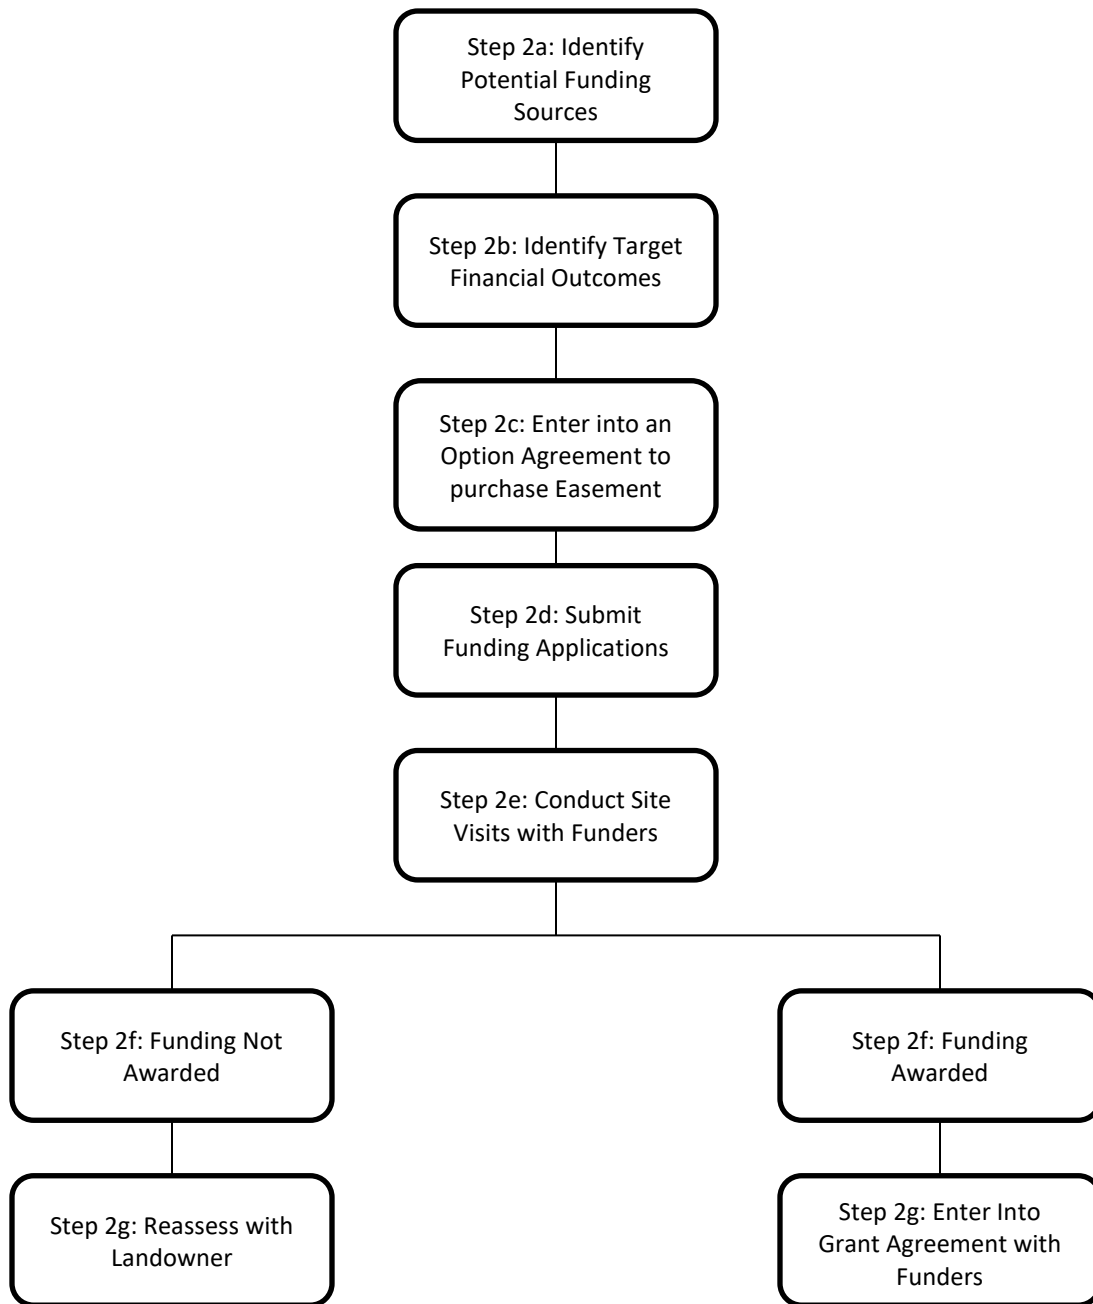 Step 2a: Identify
Potential Funding
Sources
Step 2b: Identify Target
Financial Outcomes
Step 2c: Enter into an
Option Agreement to
purchase Easement
Step 2d: Submit
Funding Applications
Step 2e: Conduct Site
Visits with Funders
Step 2f: Funding Not
Awarded
Step 2f: Funding
Awarded
Step 2g: Reassess with
Landowner
Step 2g: Enter Into
Grant Agreement with
Funders